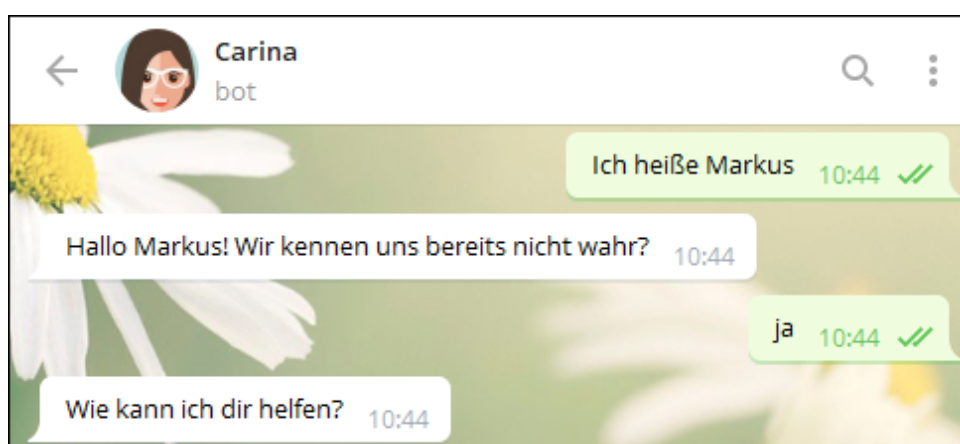 Carina
bot
Ich heiße Markus 10:44
Hallo Markus! Wir kennen uns bereits nicht wahr? 10:44
ja 10:44
Wie kann ich dir helfen? 10:44